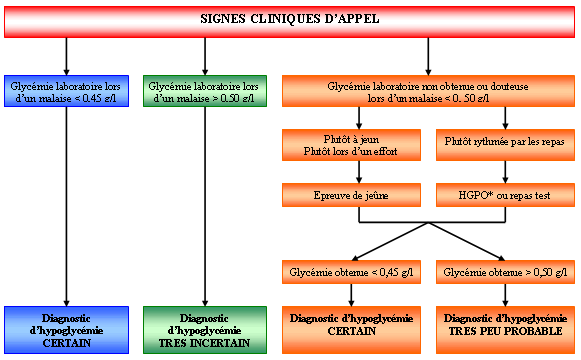 SIGNES CLINIQUES D'APPEL
Glycémie laboratoire lors
d'un malaise < 0,45 g/l
Glycémie laboratoire lors
d'un malaise > 0.50 g/l
Glycémie laboratoire non obtenue ou douteuse
lors d'un malaise < 0. 50 g/l
Plutôt à jeun
Plutôt lors d'un effort
Plutôt rythmée par les repas
Epreuve de jeûne
HGPO* ou repas test
Glycémie obtenue < 0,45 g/l
Glycémie obtenue > 0,50 g/l
Diagnostic
d'hypoglycémie
CERTAIN
Diagnostic
d'hypoglycémie
TRES INCERTAIN
Diagnostic d'hypoglycémie
CERTAIN
Diagnostic d'hypoglycémie
TRES PEU PROBABLE